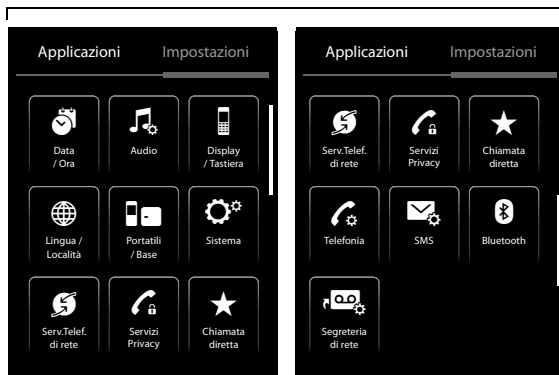 Applicazioni Impostazioni
Data / Ora
Audio
Display / Tastiera
Lingua / Località
Portatili / Base
Sistema
Serv.Telef. di rete
Servizi Privacy
Chiamata diretta
Applicazioni Impostazioni
Serv.Telef. di rete
Servizi Privacy
Chiamata diretta
Telefonia
SMS
Bluetooth
Segreteria di rete